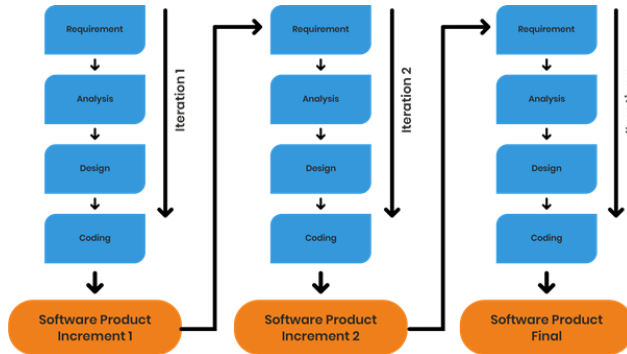 Requirement
Analysis
Design
Coding
Iteration 1
Software Product
Increment 1
Requirement
Analysis
Design
Coding
Iteration 2
Software Product
Increment 2
Requirement
Analysis
Design
Coding
Software Product
Final